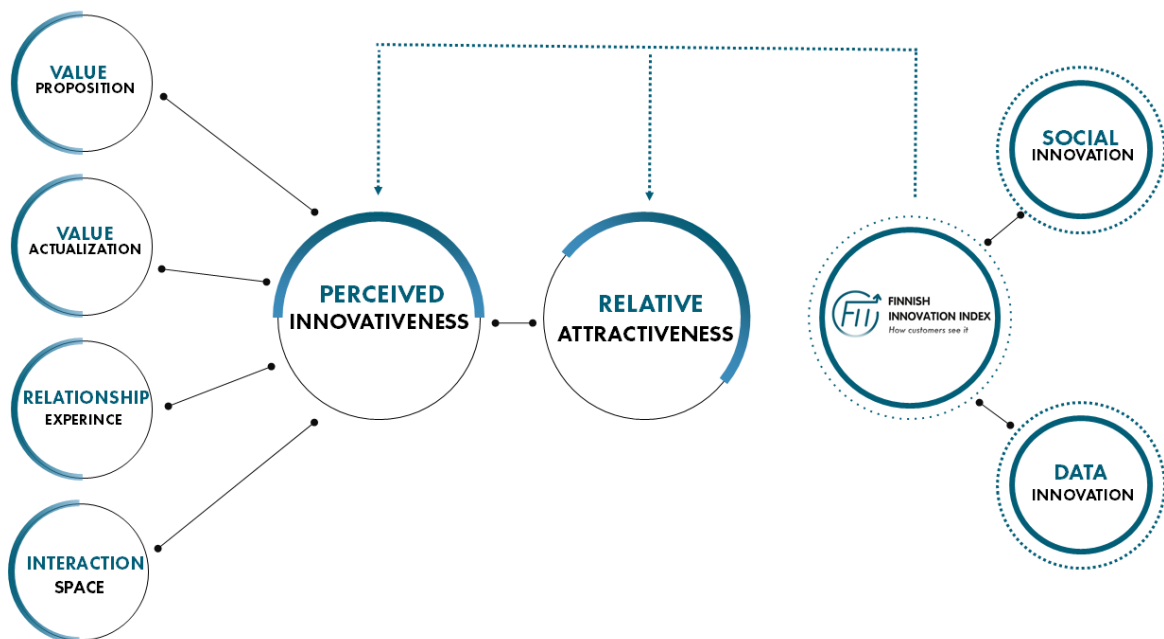 VALUE
PROPOSITION
VALUE
ACTUALIZATION
RELATIONSHIP
EXPERINCE
INTERACTION
SPACE
PERCEIVED
INNOVATIVENESS
RELATIVE
ATTRACTIVENESS
FII
FINNISH
INNOVATION INDEX
How customers see it
SOCIAL
INNOVATION
DATA
INNOVATION